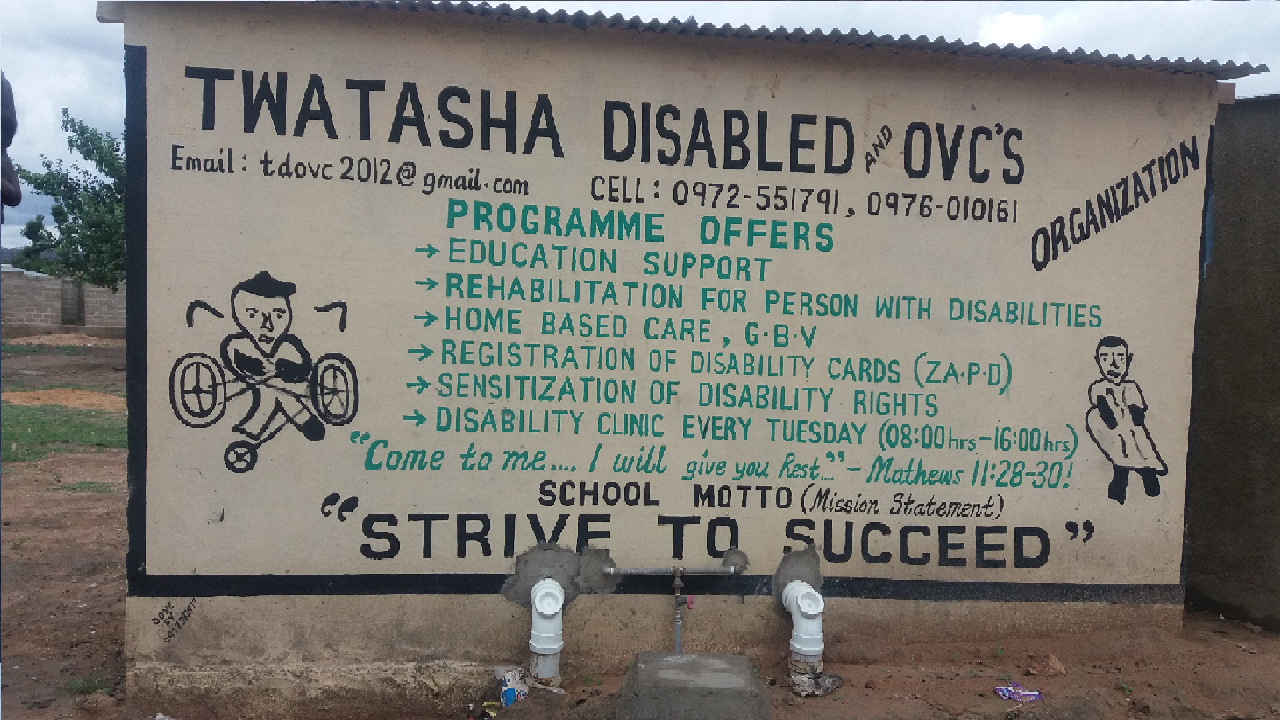 TWATASHA DISABLED AND OVC'S
ORGANIZATION
Email: tdovc2012@gmail.com CELL: 0972-551791, 0976-010161
PROGRAMME OFFERS
→ EDUCATION SUPPORT
→ REHABILITATION FOR PERSON WITH DISABILITIES
→ HOME BASED CARE, G.B.V
→ REGISTRATION OF DISABILITY CARDS (Z.A.P.D)
→ SENSITIZATION OF DISABILITY RIGHTS
→ DISABILITY CLINIC EVERY TUESDAY (08:00hrs-16:00hrs)
"Come to me.... I will give you Rest.." - Mathews 11:28-30!
SCHOOL MOTTO (Mission Statement)
"STRIVE TO SUCCEED"
DONE
BY